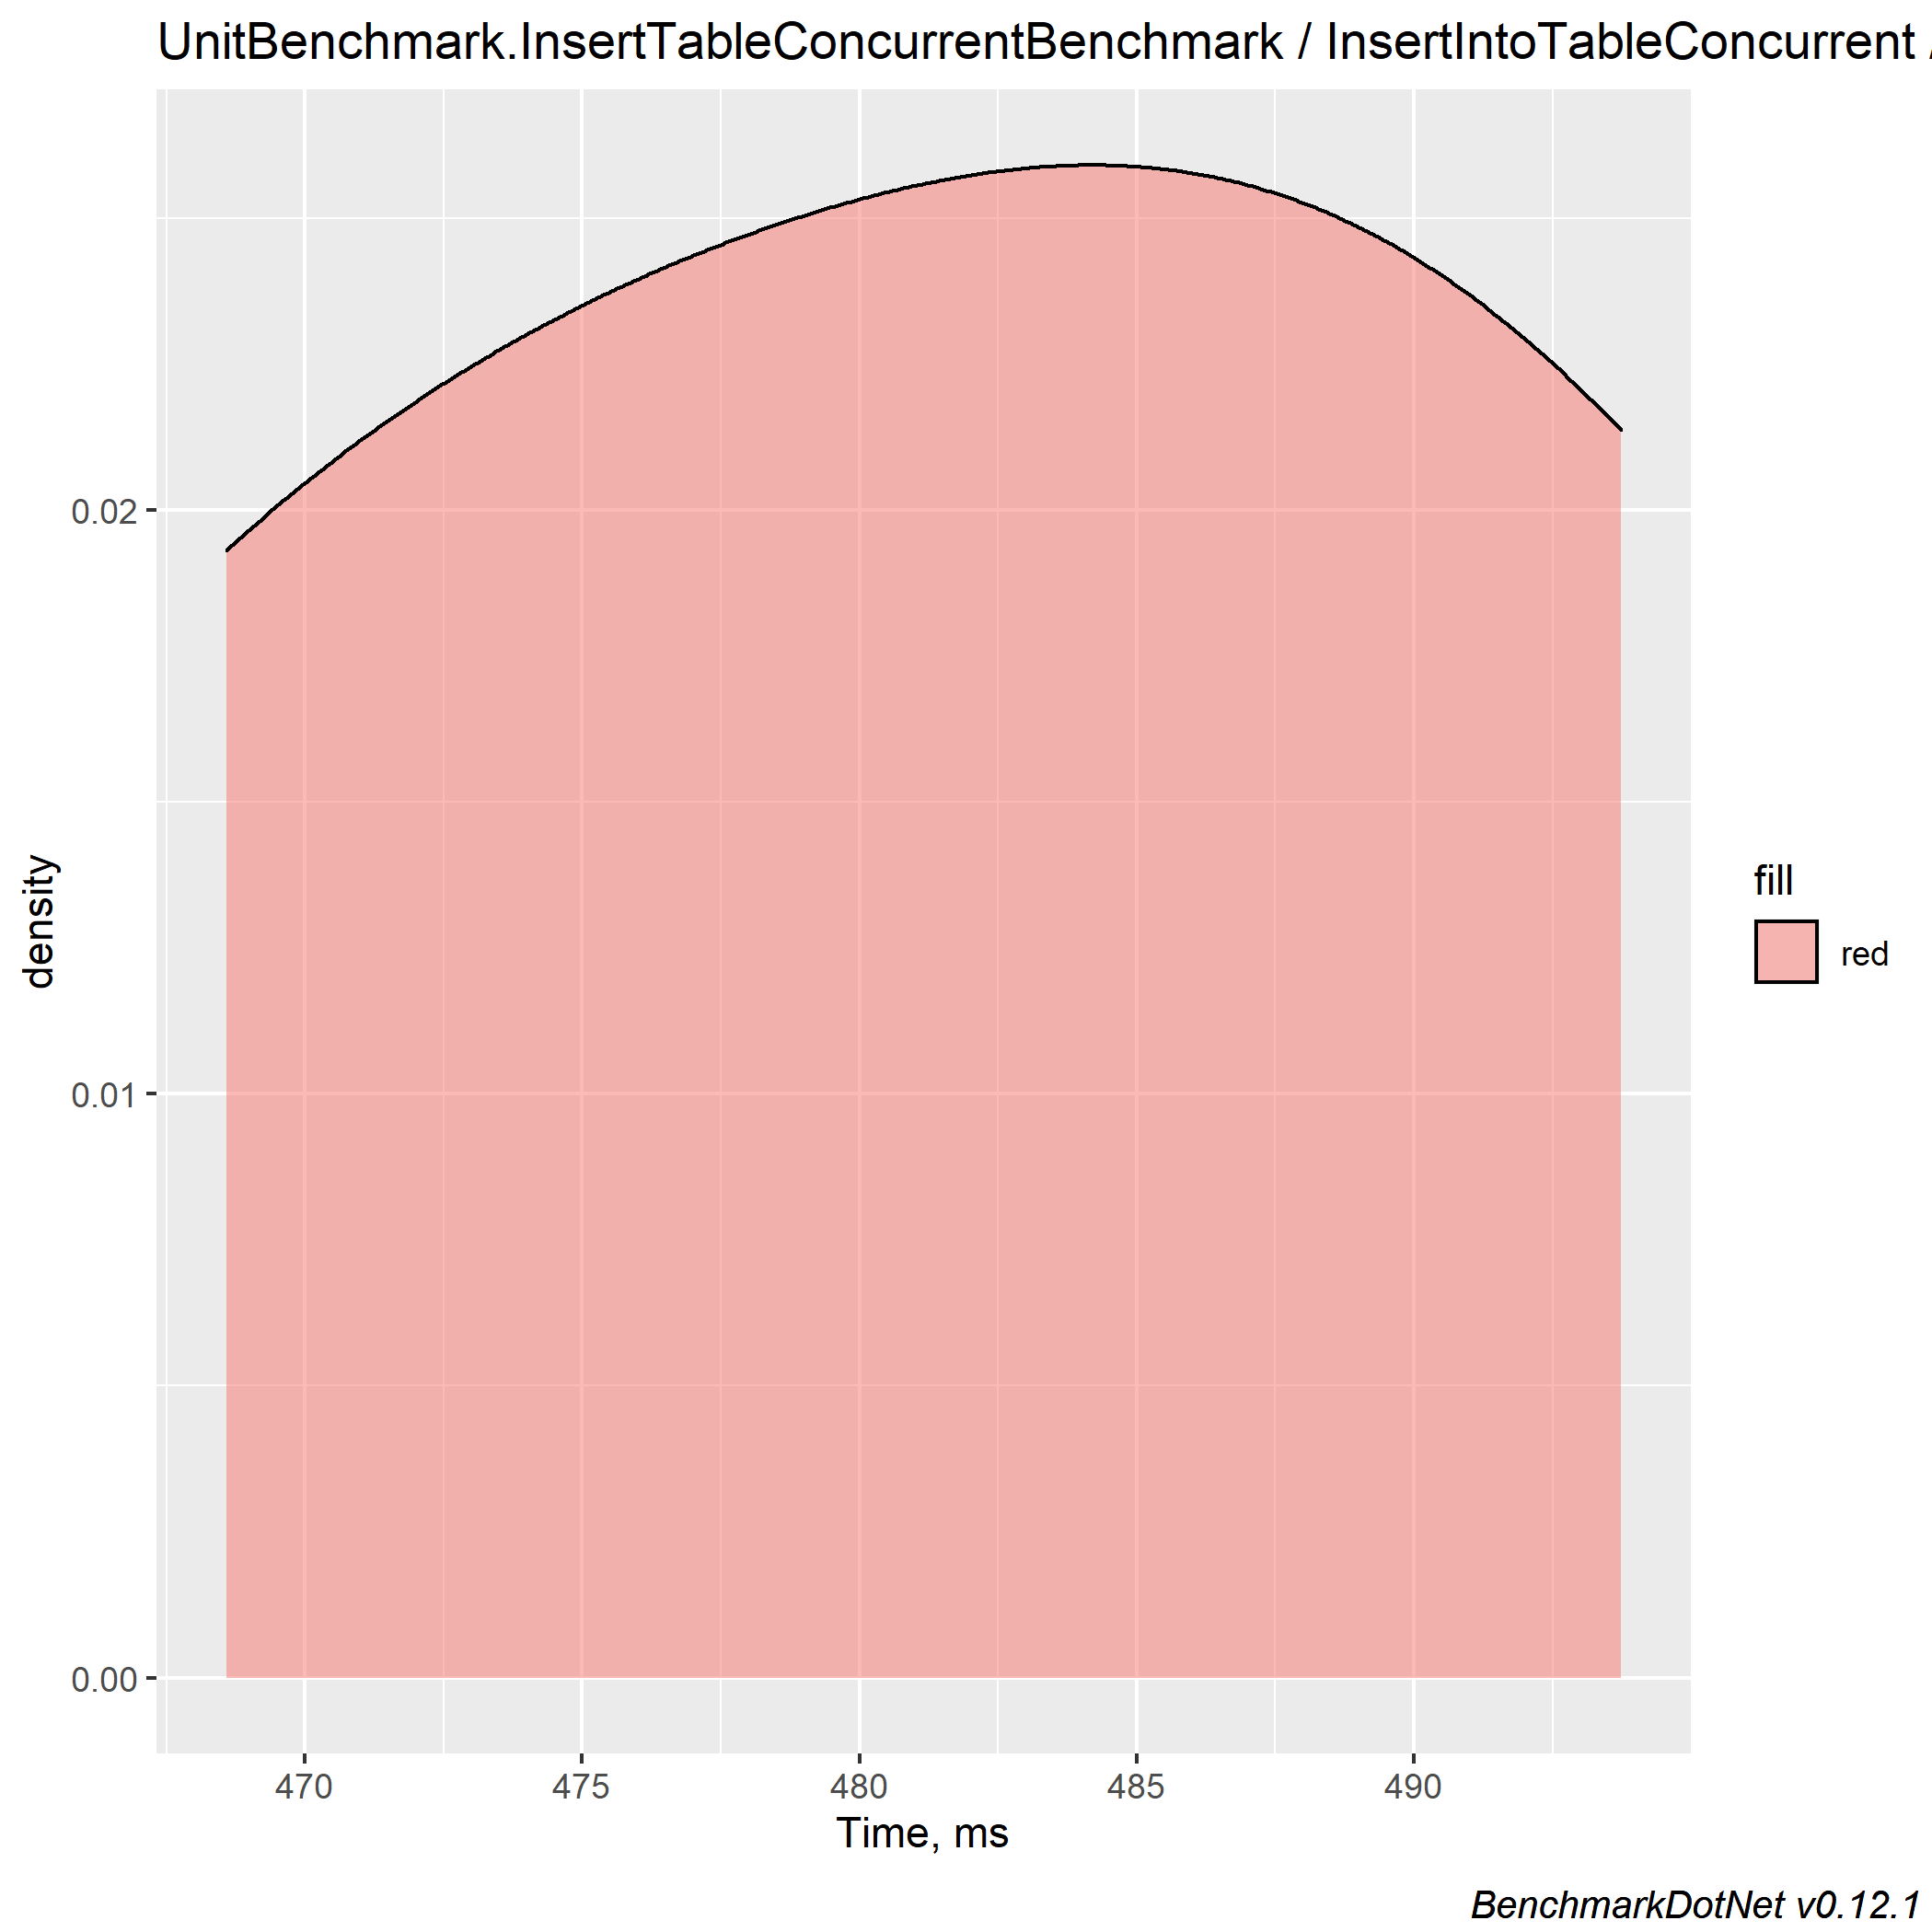 UnitBenchmark.InsertTableConcurrentBenchmark / InsertIntoTableConcurrent /
0.02
0.01
0.00
density
470 475 480 485 490
Time, ms
fill
red
BenchmarkDotNet v0.12.1